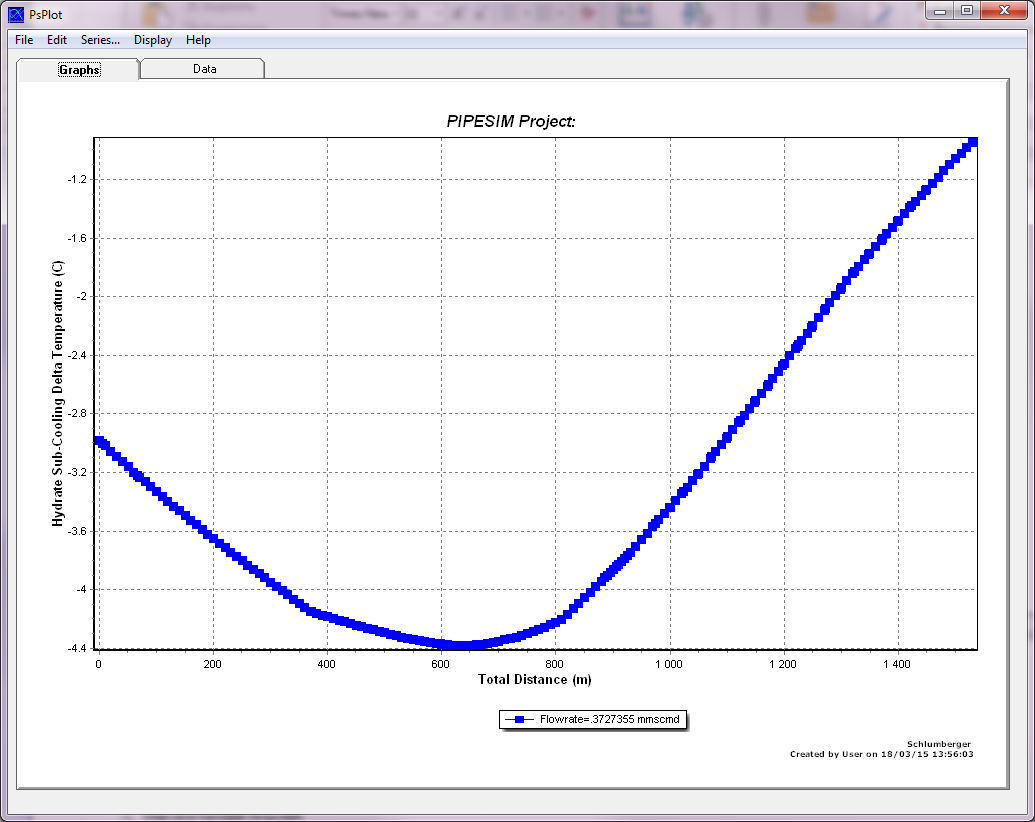 PsPlot
File Edit Series... Display Help
Graphs Data
PIPESIM Project:
Hydrate Sub-Cooling Delta Temperature (C)
-1.2
-1.6
-2
-2.4
-2.8
-3.2
-3.6
-4
-4.4
0 200 400 600 800 1 000 1 200 1 400
Total Distance (m)
Flowrate=.3727355 mmscmd
Schlumberger
Created by User on 18/03/15 13:56:03